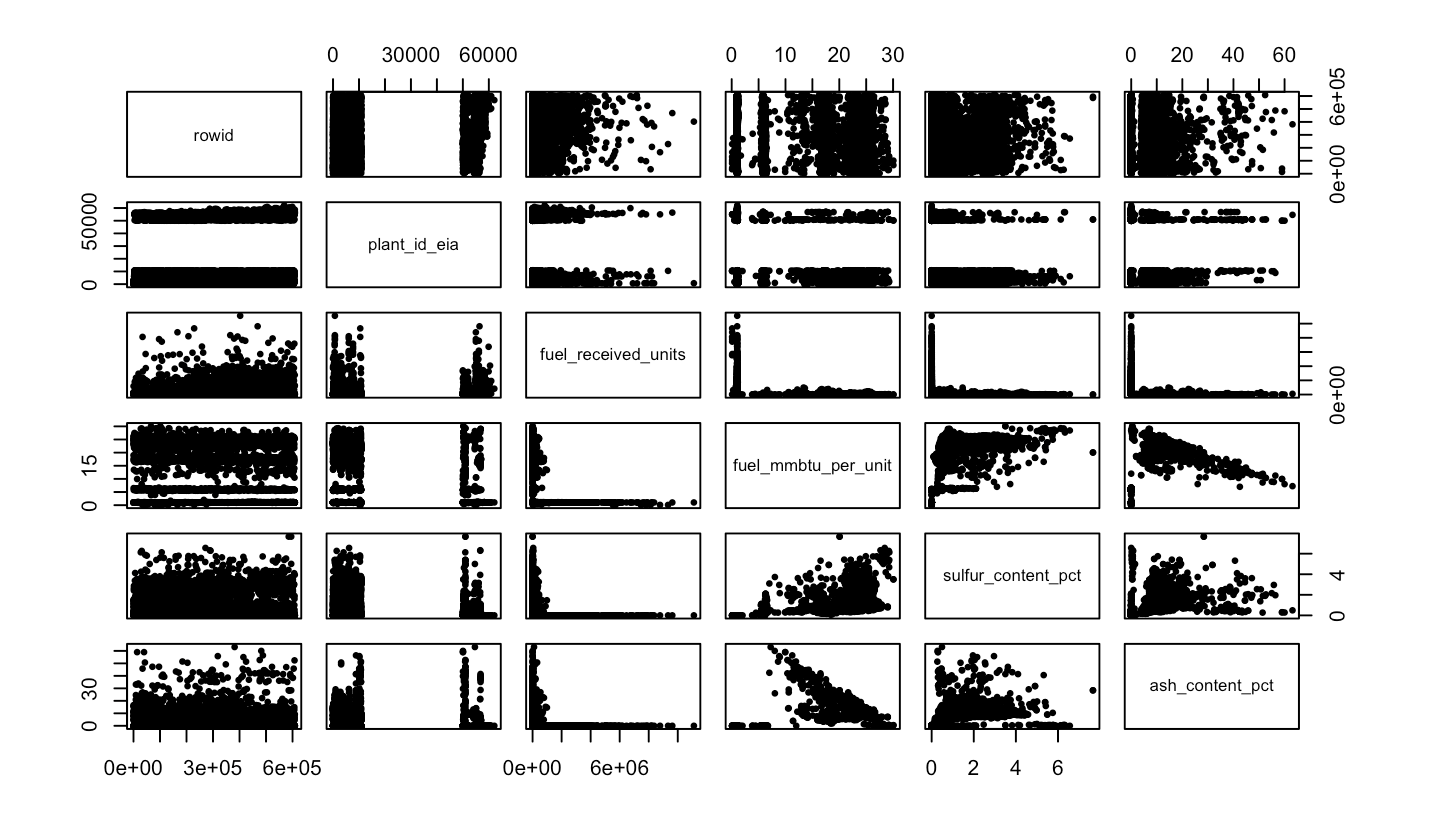 0 30000 60000 0 10 20 30 0 20 40 60
rowid
0e+00 6e+05
0 50000
plant_id_eia
fuel_received_units
0e+00
0 15
fuel_mmbtu_per_unit
sulfur_content_pct
0 4
0 30
ash_content_pct
0e+00 3e+05 6e+05 0e+00 6e+06 0 2 4 6